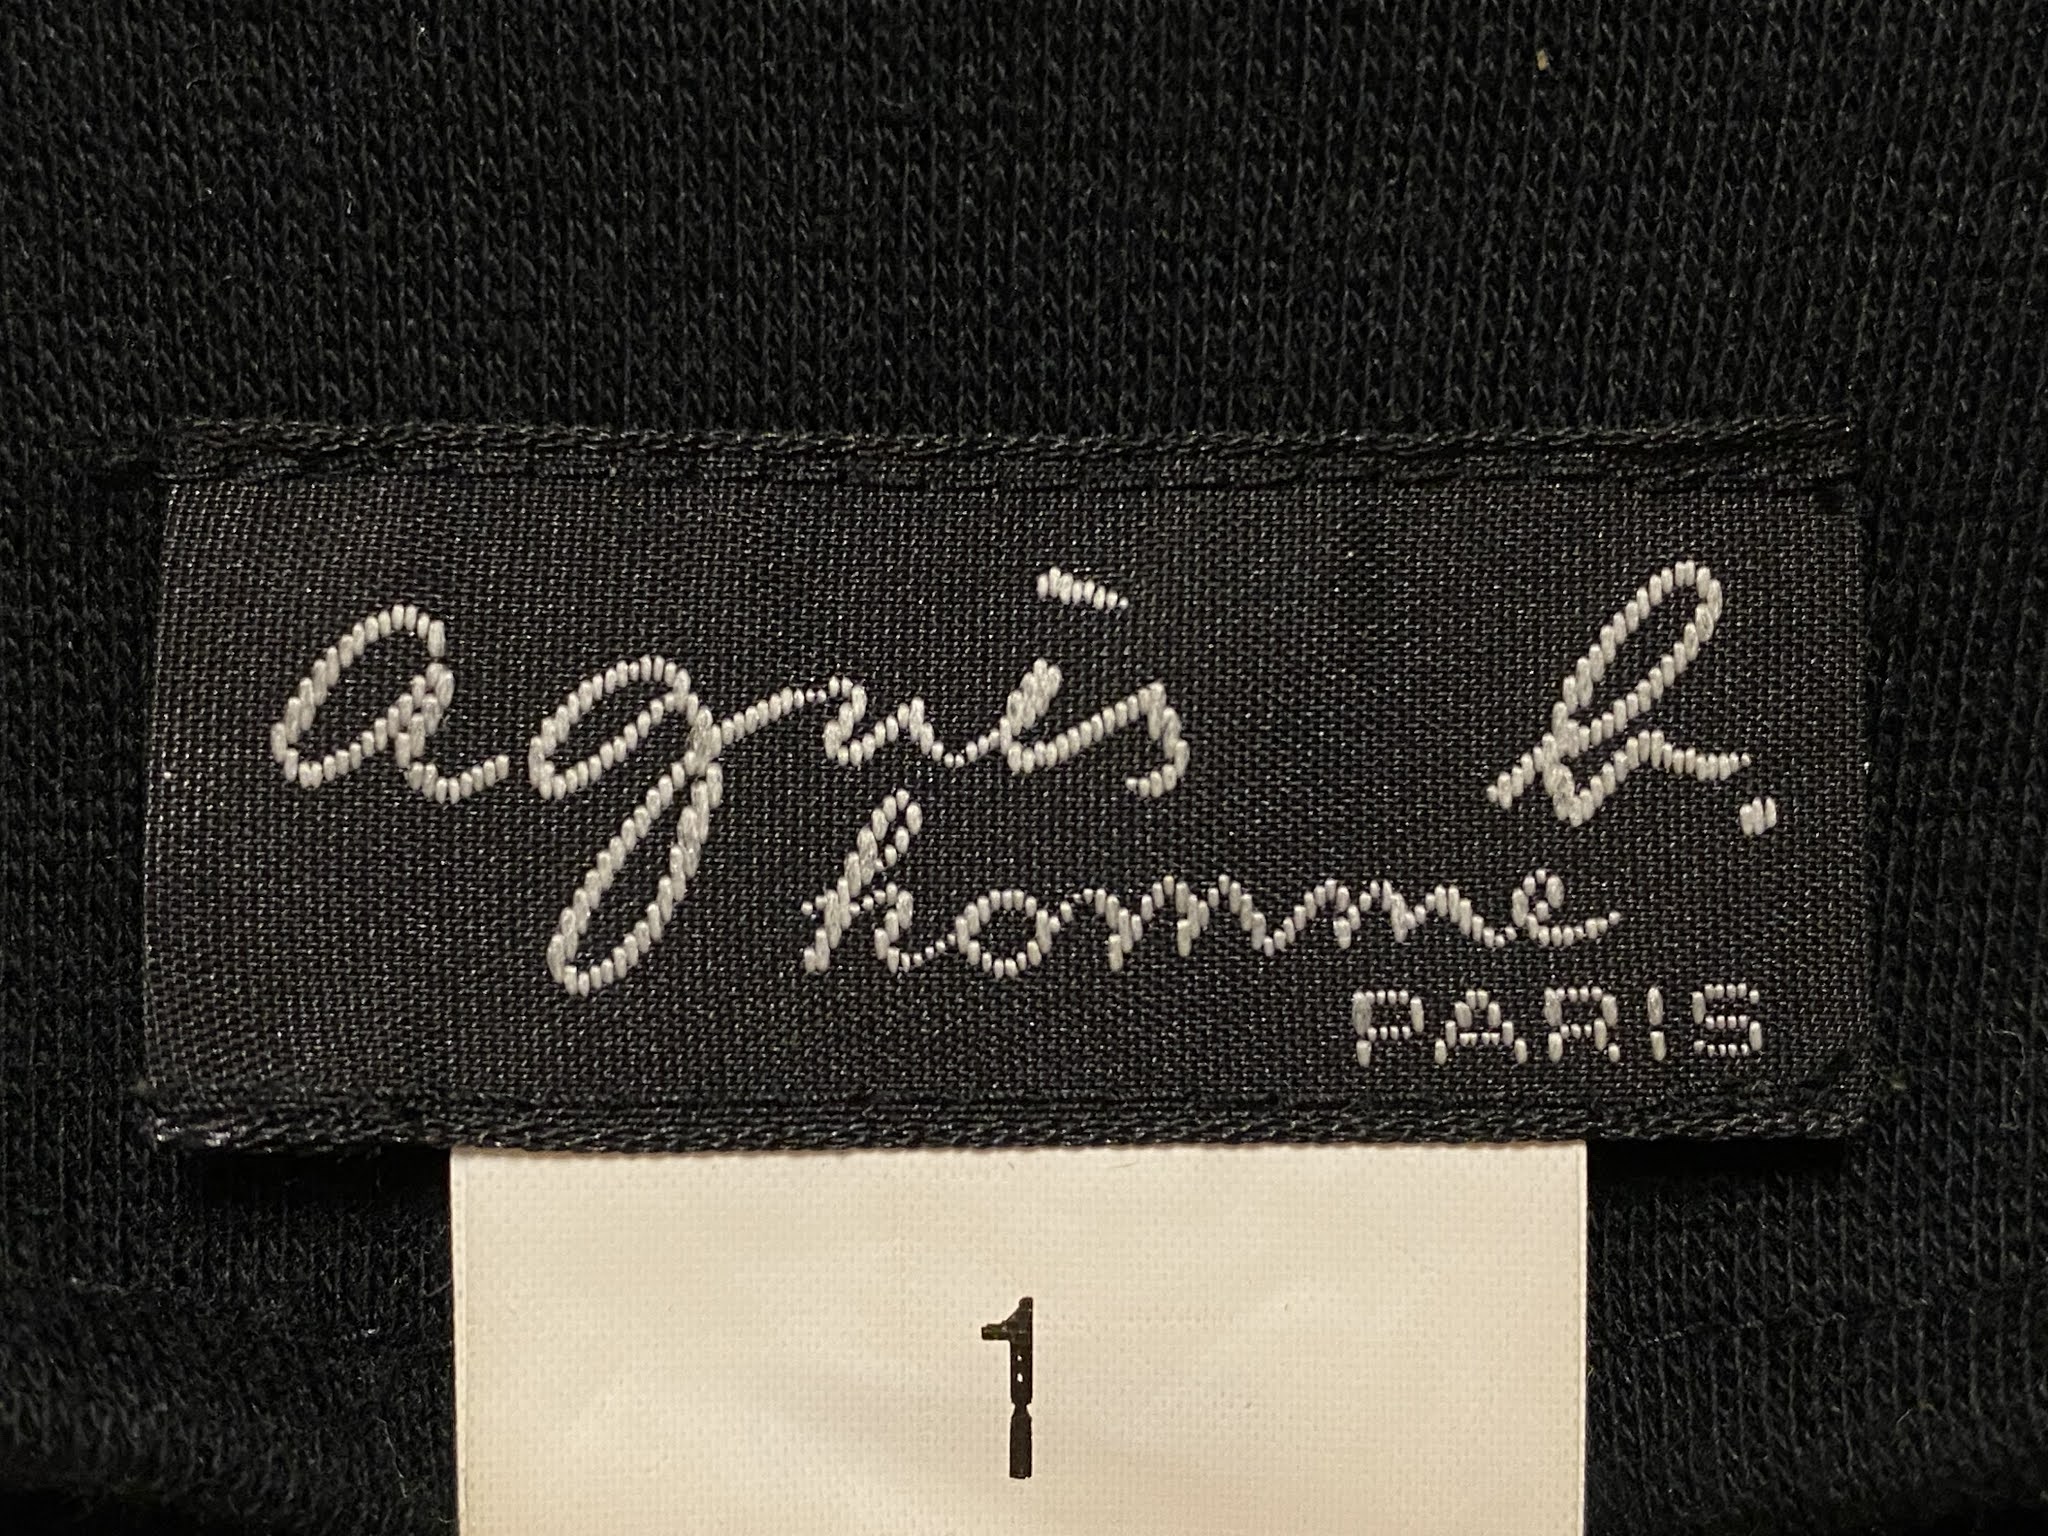 agnès b.
homme
PARIS
1